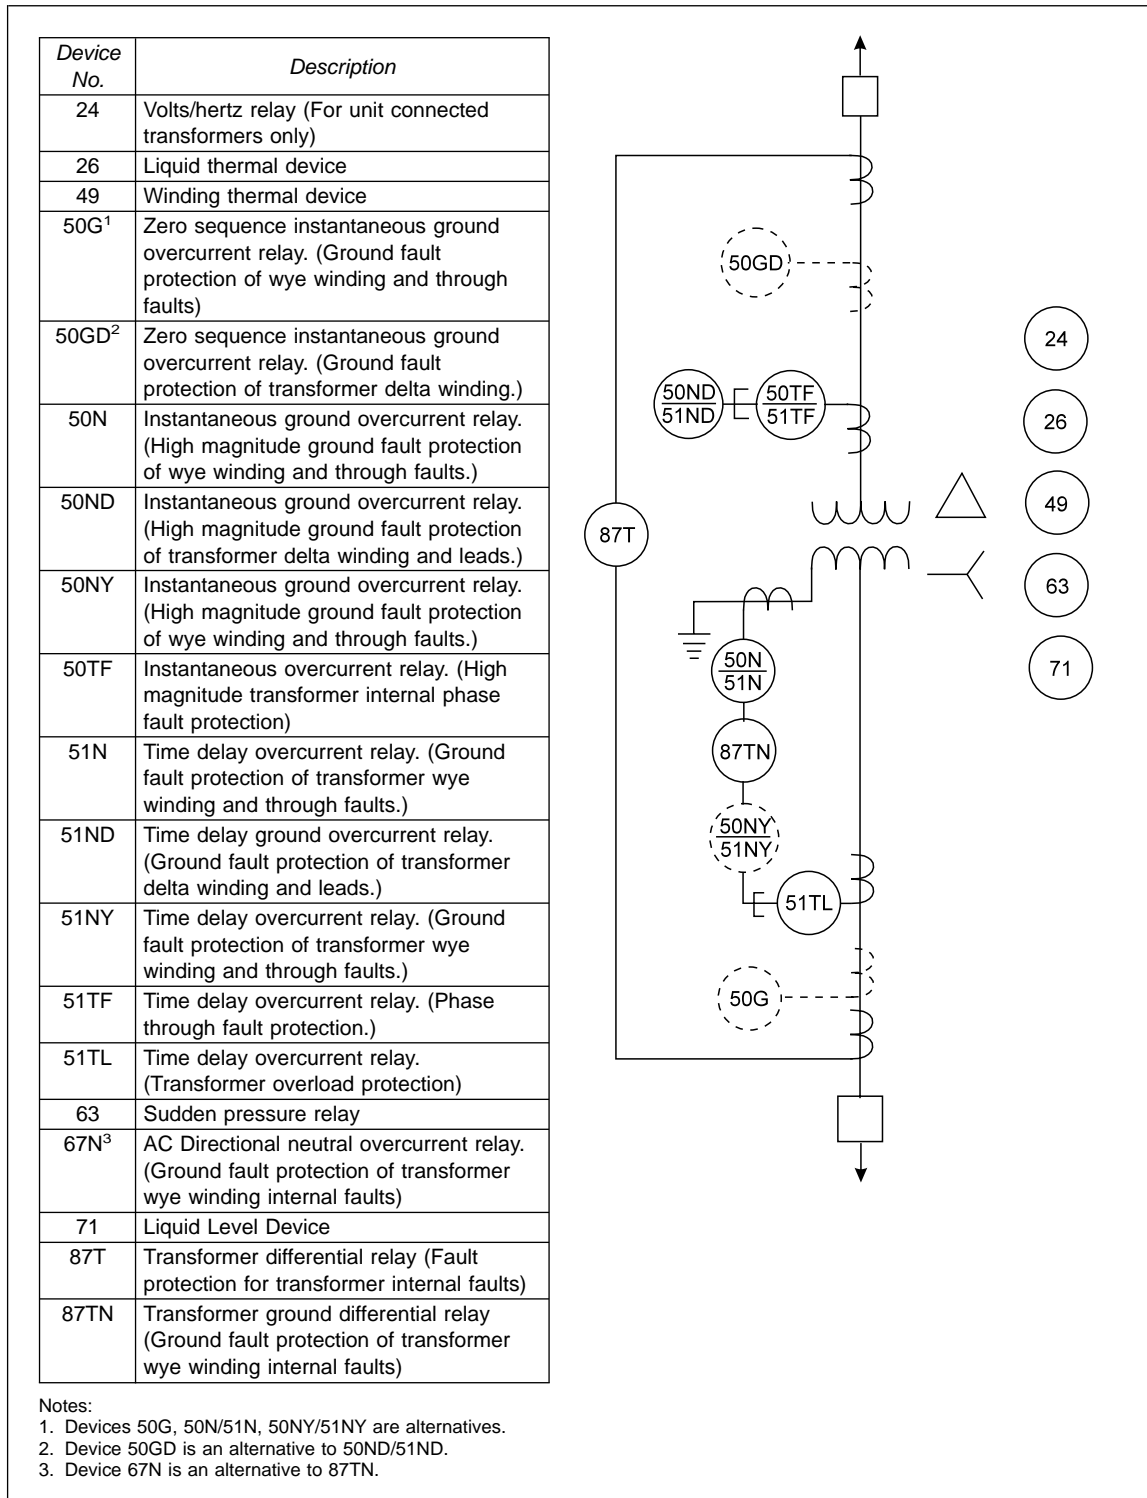 Device No. Description
24 Volts/hertz relay (For unit connected
transformers only)
26 Liquid thermal device
49 Winding thermal device
50G¹ Zero sequence instantaneous ground
overcurrent relay. (Ground fault
protection of wye winding and through
faults)
50GD² Zero sequence instantaneous ground
overcurrent relay. (Ground fault
protection of transformer delta winding.)
50N Instantaneous ground overcurrent relay.
(High magnitude ground fault protection
of wye winding and through faults.)
50ND Instantaneous ground overcurrent relay.
(High magnitude ground fault protection
of transformer delta winding and leads.)
50NY Instantaneous ground overcurrent relay.
(High magnitude ground fault protection
of wye winding and through faults.)
50TF Instantaneous overcurrent relay. (High
magnitude transformer internal phase
fault protection)
51N Time delay overcurrent relay. (Ground
fault protection of transformer wye
winding and through faults.)
51ND Time delay ground overcurrent relay.
(Ground fault protection of transformer
delta winding and leads.)
51NY Time delay overcurrent relay. (Ground
fault protection of transformer wye
winding and through faults.)
51TF Time delay overcurrent relay. (Phase
through fault protection.)
51TL Time delay overcurrent relay.
(Transformer overload protection)
63 Sudden pressure relay
67N³ AC Directional neutral overcurrent relay.
(Ground fault protection of transformer
wye winding internal faults)
71 Liquid Level Device
87T Transformer differential relay (Fault
protection for transformer internal faults)
87TN Transformer ground differential relay
(Ground fault protection of transformer
wye winding internal faults)
Notes:
1. Devices 50G, 50N/51N, 50NY/51NY are alternatives.
2. Device 50GD is an alternative to 50ND/51ND.
3. Device 67N is an alternative to 87TN.
50GD
50ND
51ND
50TF
51TF
87T
50N
51N
87TN
50NY
51NY
51TL
50G
24
26
49
63
71